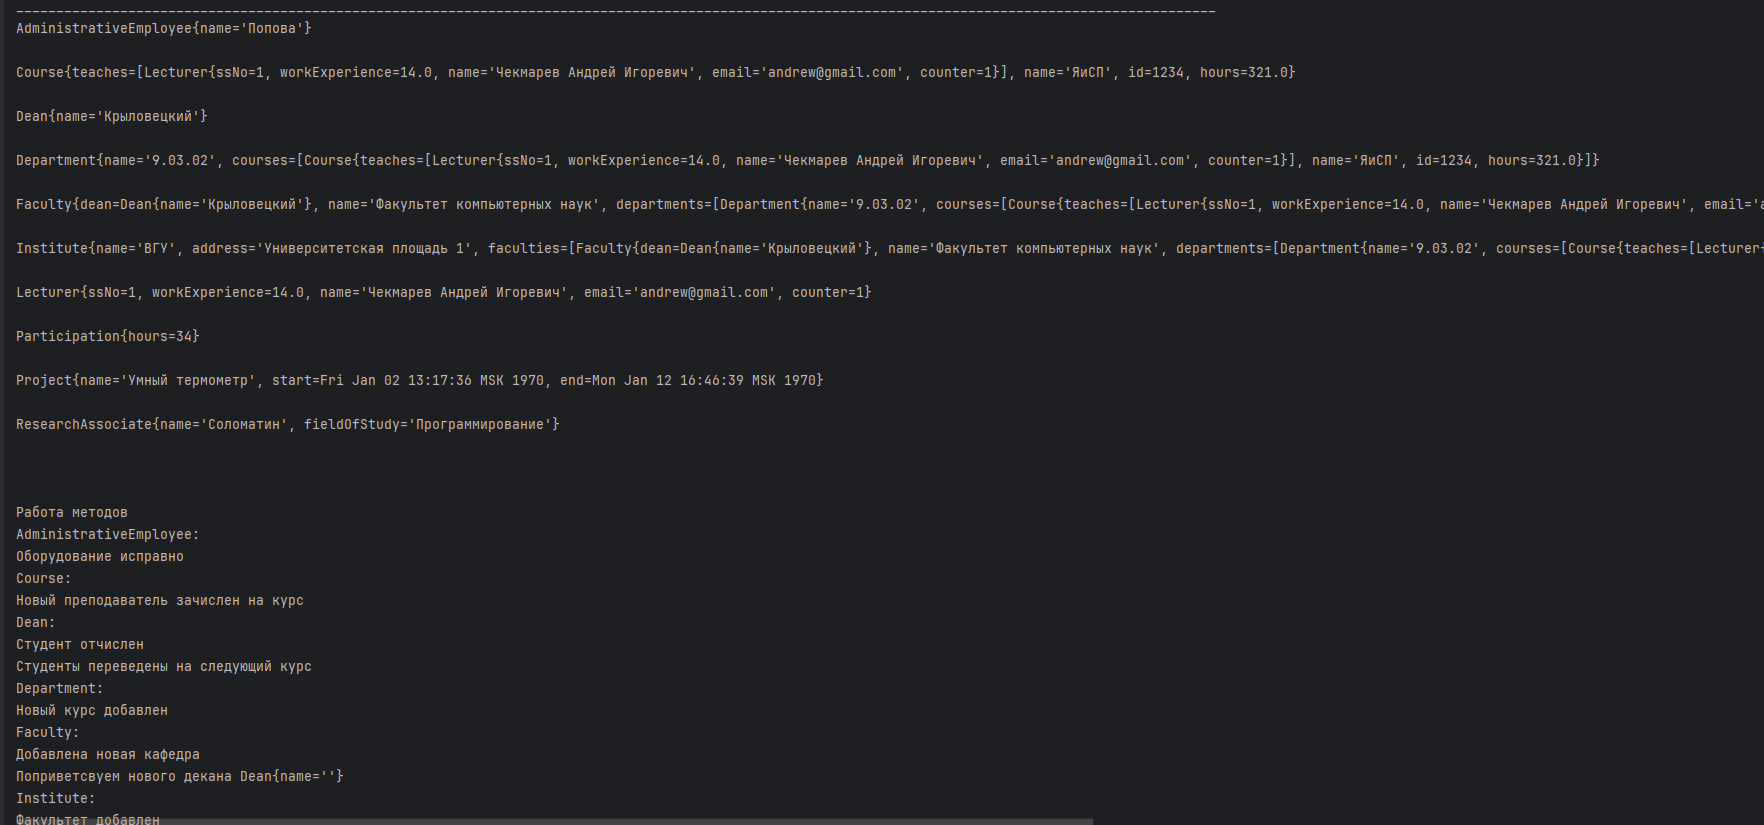 AdministrativeEmployee{name='Попова'}
Course{teaches=[Lecturer{ssNo=1, workExperience=14.0, name='Чекмарев Андрей Игоревич', email='andrew@gmail.com', counter=1}], name='ЯиСП', id=1234, hours=321.0}
Dean{name='Крыловецкий'}
Department{name='9.03.02', courses=[Course{teaches=[Lecturer{ssNo=1, workExperience=14.0, name='Чекмарев Андрей Игоревич', email='andrew@gmail.com', counter=1}], name='ЯиСП', id=1234, hours=321.0}]}
Faculty{dean=Dean{name='Крыловецкий'}, name='Факультет компьютерных наук', departments=[Department{name='9.03.02', courses=[Course{teaches=[Lecturer{ssNo=1, workExperience=14.0, name='Чекмарев Андрей Игоревич', email='a
Institute{name='ВГУ', address='Университетская площадь 1', faculties=[Faculty{dean=Dean{name='Крыловецкий'}, name='Факультет компьютерных наук', departments=[Department{name='9.03.02', courses=[Course{teaches=[Lecturer{
Lecturer{ssNo=1, workExperience=14.0, name='Чекмарев Андрей Игоревич', email='andrew@gmail.com', counter=1}
Participation{hours=34}
Project{name='Умный термометр', start=Fri Jan 02 13:17:36 MSK 1970, end=Mon Jan 12 16:46:39 MSK 1970}
ResearchAssociate{name='Соломатин', fieldOfStudy='Программирование'}
Работа методов
AdministrativeEmployee:
Оборудование исправно
Course:
Новый преподаватель зачислен на курс
Dean:
Студент отчислен
Студенты переведены на следующий курс
Department:
Новый курс добавлен
Faculty:
Добавлена новая кафедра
Поприветсвуем нового декана Dean{name=''}
Institute:
Факультет добавлен